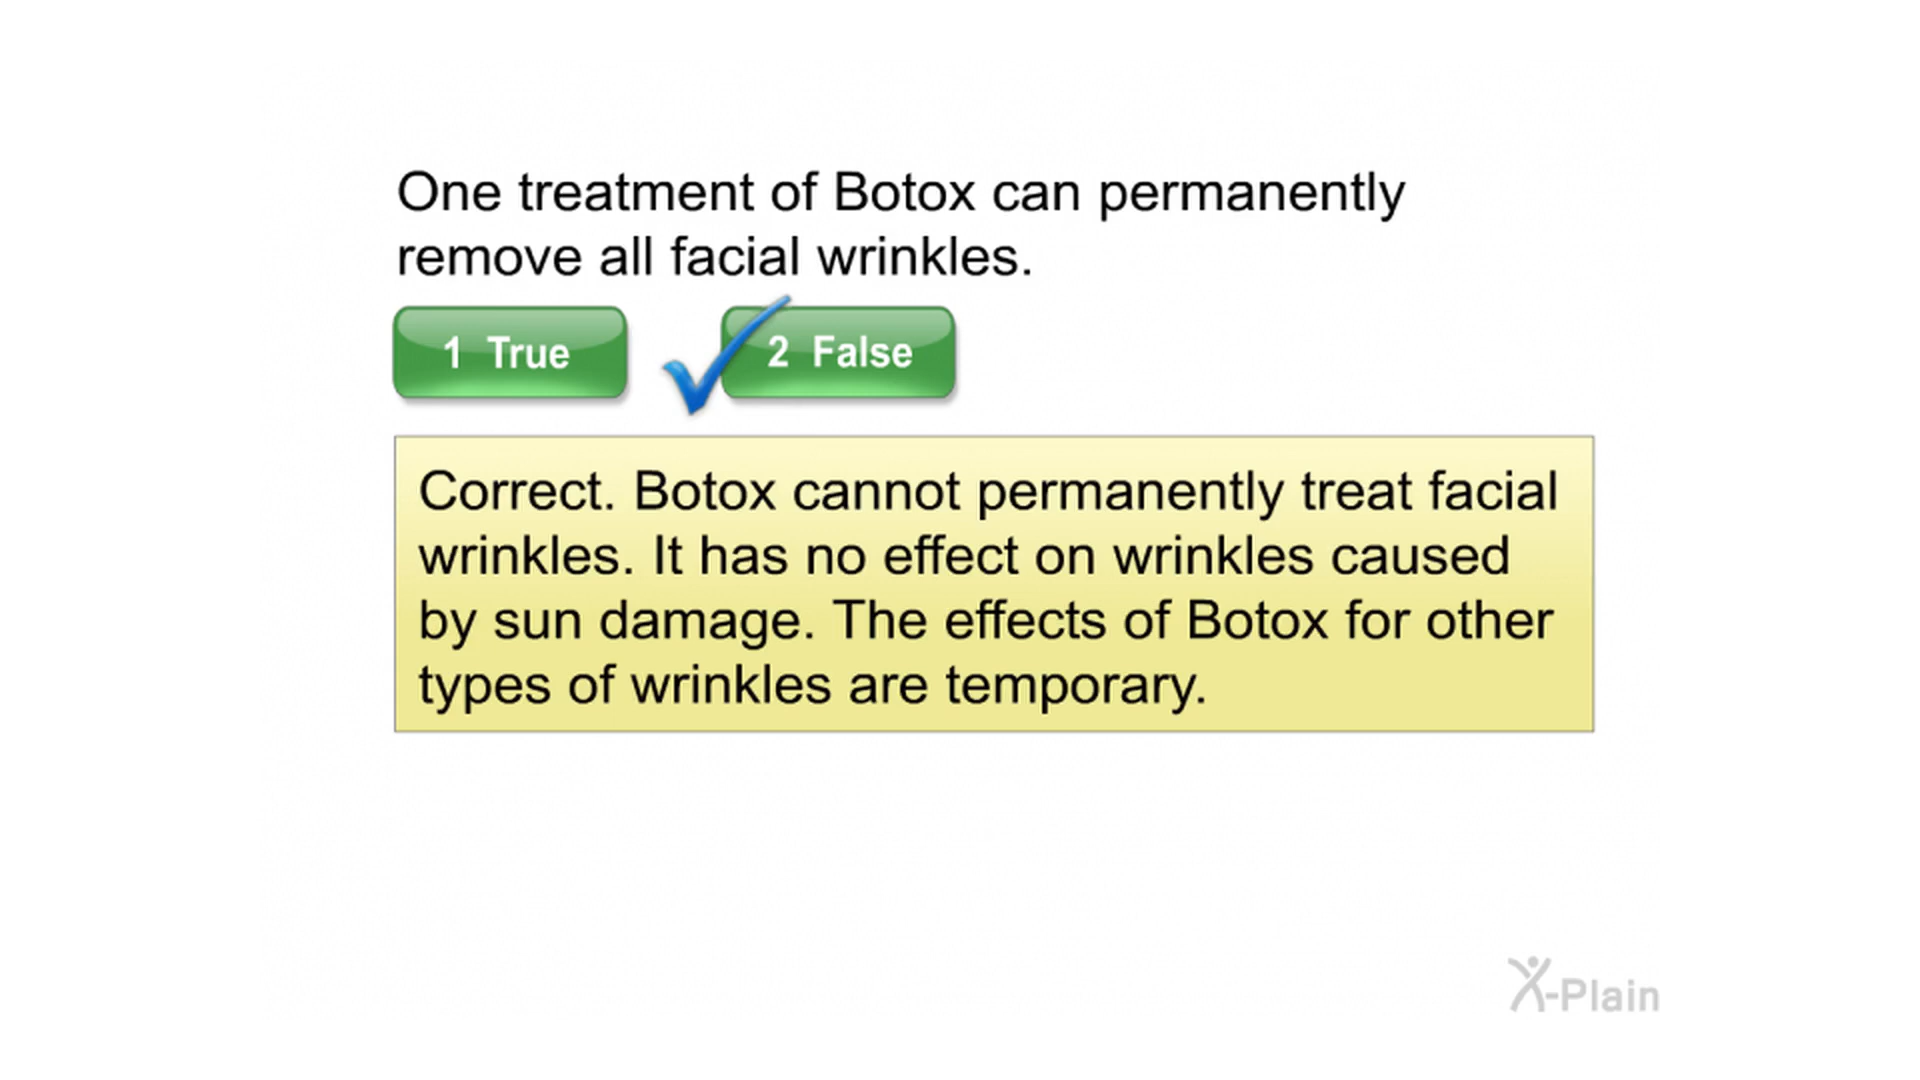 One treatment of Botox can permanently
remove all facial wrinkles.
1 True
2 False
Correct. Botox cannot permanently treat facial
wrinkles. It has no effect on wrinkles caused
by sun damage. The effects of Botox for other
types of wrinkles are temporary.
X-Plain